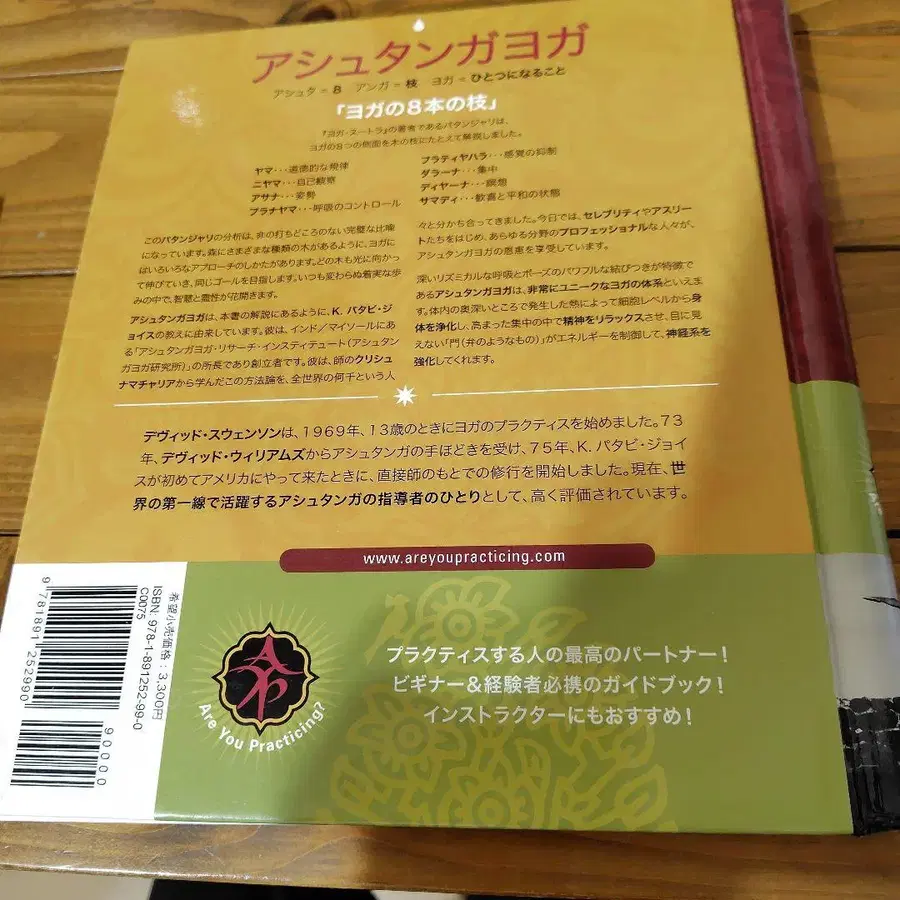 アシュタンガヨガ
アシュタ = 8 アンガ = 枝 ヨガ = ひとつになること
「ヨガの8本の枝」
『ヨガ・スートラ』の著者であるパタンジャリは、
ヨガの8つの側面を木の枝にたとえて解説しました。
ヤマ・・・道徳的な規律
ニヤマ・・・自己観察
アサナ・・・姿勢
プラナヤマ・・・呼吸のコントロール
プラティヤハラ・・・感覚の抑制
ダラーナ・・・集中
ディヤーナ・・・瞑想
サマディ・・・歓喜と平和の状態
このパタンジャリの分析は、非の打ちどころのない完璧な比喩
になっています。森にさまざまな種類の木があるように、ヨガに
はいろいろなアプローチのしかたがあります。どの木も光に向かっ
て伸びていき、同じゴールを目指します。いつも変わらぬ着実な歩
みの中で、智慧と霊性が花開きます。
アシュタンガヨガは、本書の解説にあるように、K. パタビ・ジ
ョイスの教えに由来しています。彼は、インド／マイソールにあ
る「アシュタンガヨガ・リサーチ・インスティテュート（アシュタン
ガヨガ研究所）」の所長であり創立者です。彼は、師のクリシュ
ナマチャリアから学んだこの方法論を、全世界の何千という人
々と分かち合ってきました。今日では、セレブリティやアスリー
トたちをはじめ、あらゆる分野のプロフェッショナルな人々が、
アシュタンガヨガの恩恵を享受しています。
深いリズミカルな呼吸とポーズのパワフルな結びつきが特徴で
あるアシュタンガヨガは、非常にユニークなヨガの体系といえま
す。体内の奥深いところで発生した熱によって細胞レベルから身
体を浄化し、高まった集中の中で精神をリラックスさせ、目に見
えない「門（弁のようなもの）」がエネルギーを制御して、神経系を
強化してくれます。
デヴィッド・スウェンソンは、1969年、13歳のときにヨガのプラクティスを始めました。73
年、デヴィッド・ウィリアムズからアシュタンガの手ほどきを受け、75年、K. パタビ・ジョイ
スが初めてアメリカにやって来たときに、直接師のもとでの修行を開始しました。現在、世
界の第一線で活躍するアシュタンガの指導者のひとりとして、高く評価されています。
www.areyoupracticing.com
プラクティスする人の最高のパートナー！
ビギナー＆経験者必携のガイドブック！
インストラクターにもおすすめ！
Are You Practicing?
希望小売価格：3,300円
ISBN: 978-1-891252-99-0
C0075
9 781891 252990
90000